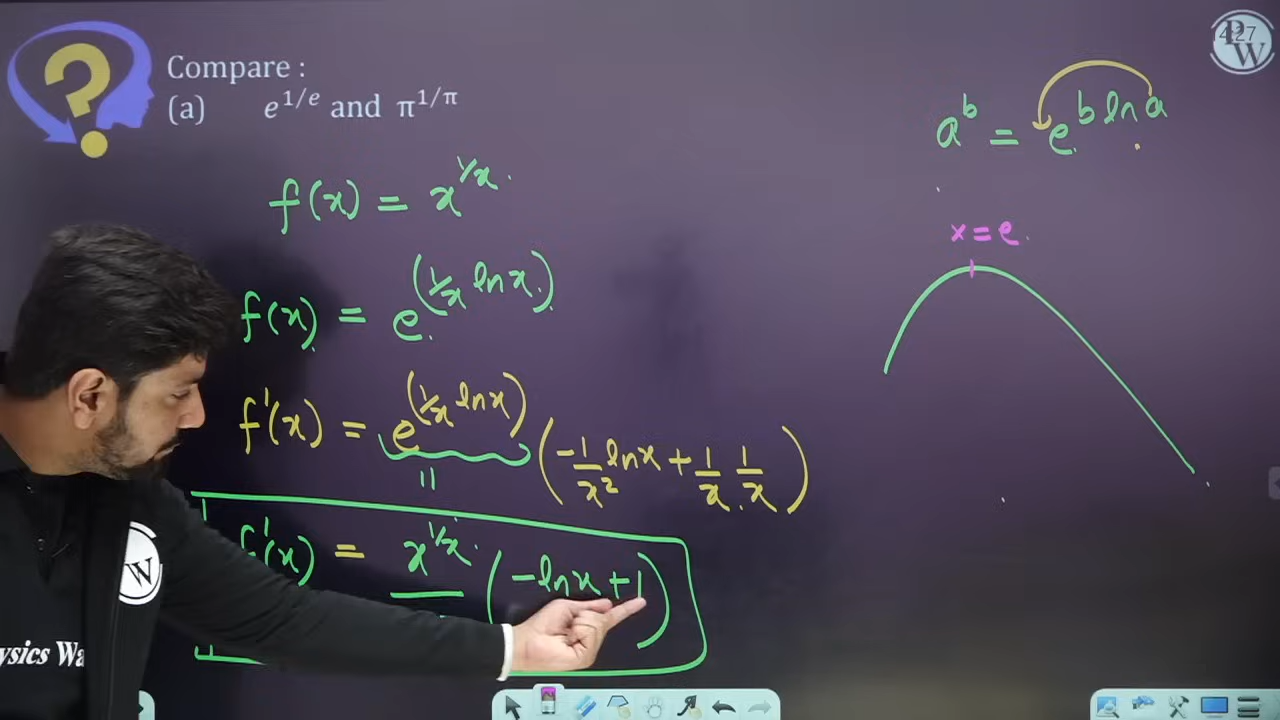 Compare :
(a) e^{1/e} and π^{1/π}
427
P
W
a^b = e^{b ln a}
f(x) = x^{1/x}.
x = e.
f(x) = e^{(1/x ln x.)}
f'(x) = e^{(1/x ln x)} (-1/x² ln x + 1/x . 1/x)
||
f'(x) = x^{1/x}. (-ln x + 1)
W
ysics Wa